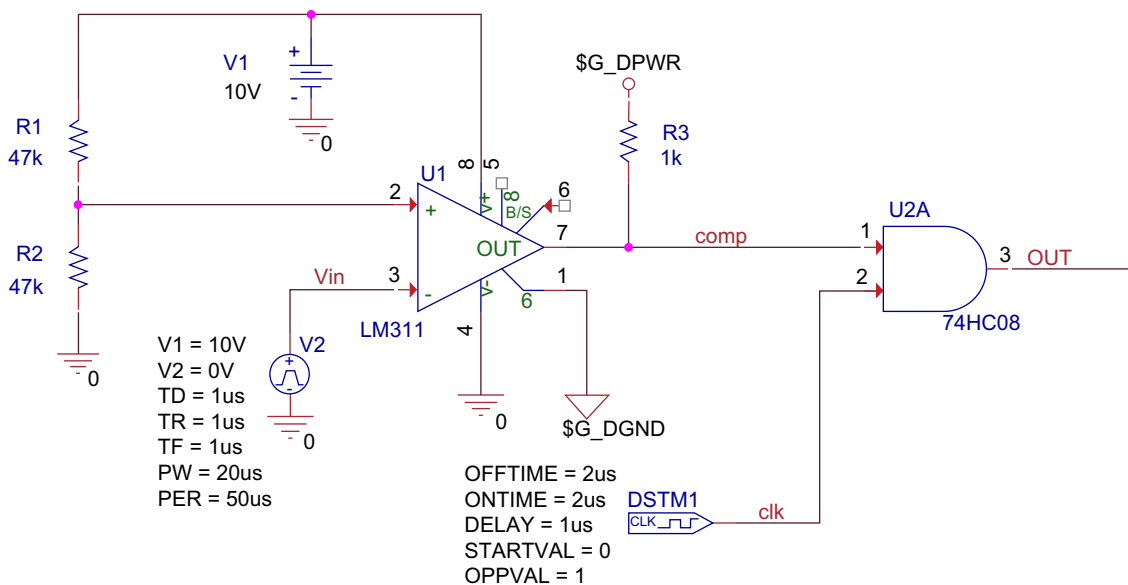 V1
10V
+
-
0
$G_DPWR
R3
1k
R1
47k
R2
47k
0
U1
8
5
V+
8
B/S
6
2
+
OUT
7
3
-
V-
6
1
4
LM311
0
$G_DGND
Vin
V2
+
-
0
V1 = 10V
V2 = 0V
TD = 1us
TR = 1us
TF = 1us
PW = 20us
PER = 50us
comp
U2A
1
2
3
OUT
74HC08
OFFTIME = 2us
ONTIME = 2us
DELAY = 1us
STARTVAL = 0
OPPVAL = 1
DSTM1
CLK
clk